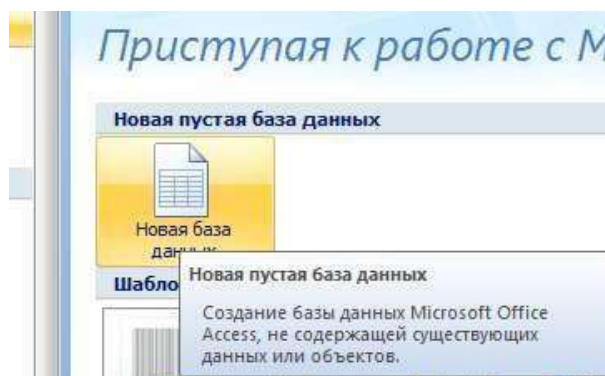 Приступая к работе с M
Новая пустая база данных
Новая база
данных
Шабло
Новая пустая база данных
Создание базы данных Microsoft Office
Access, не содержащей существующих
данных или объектов.